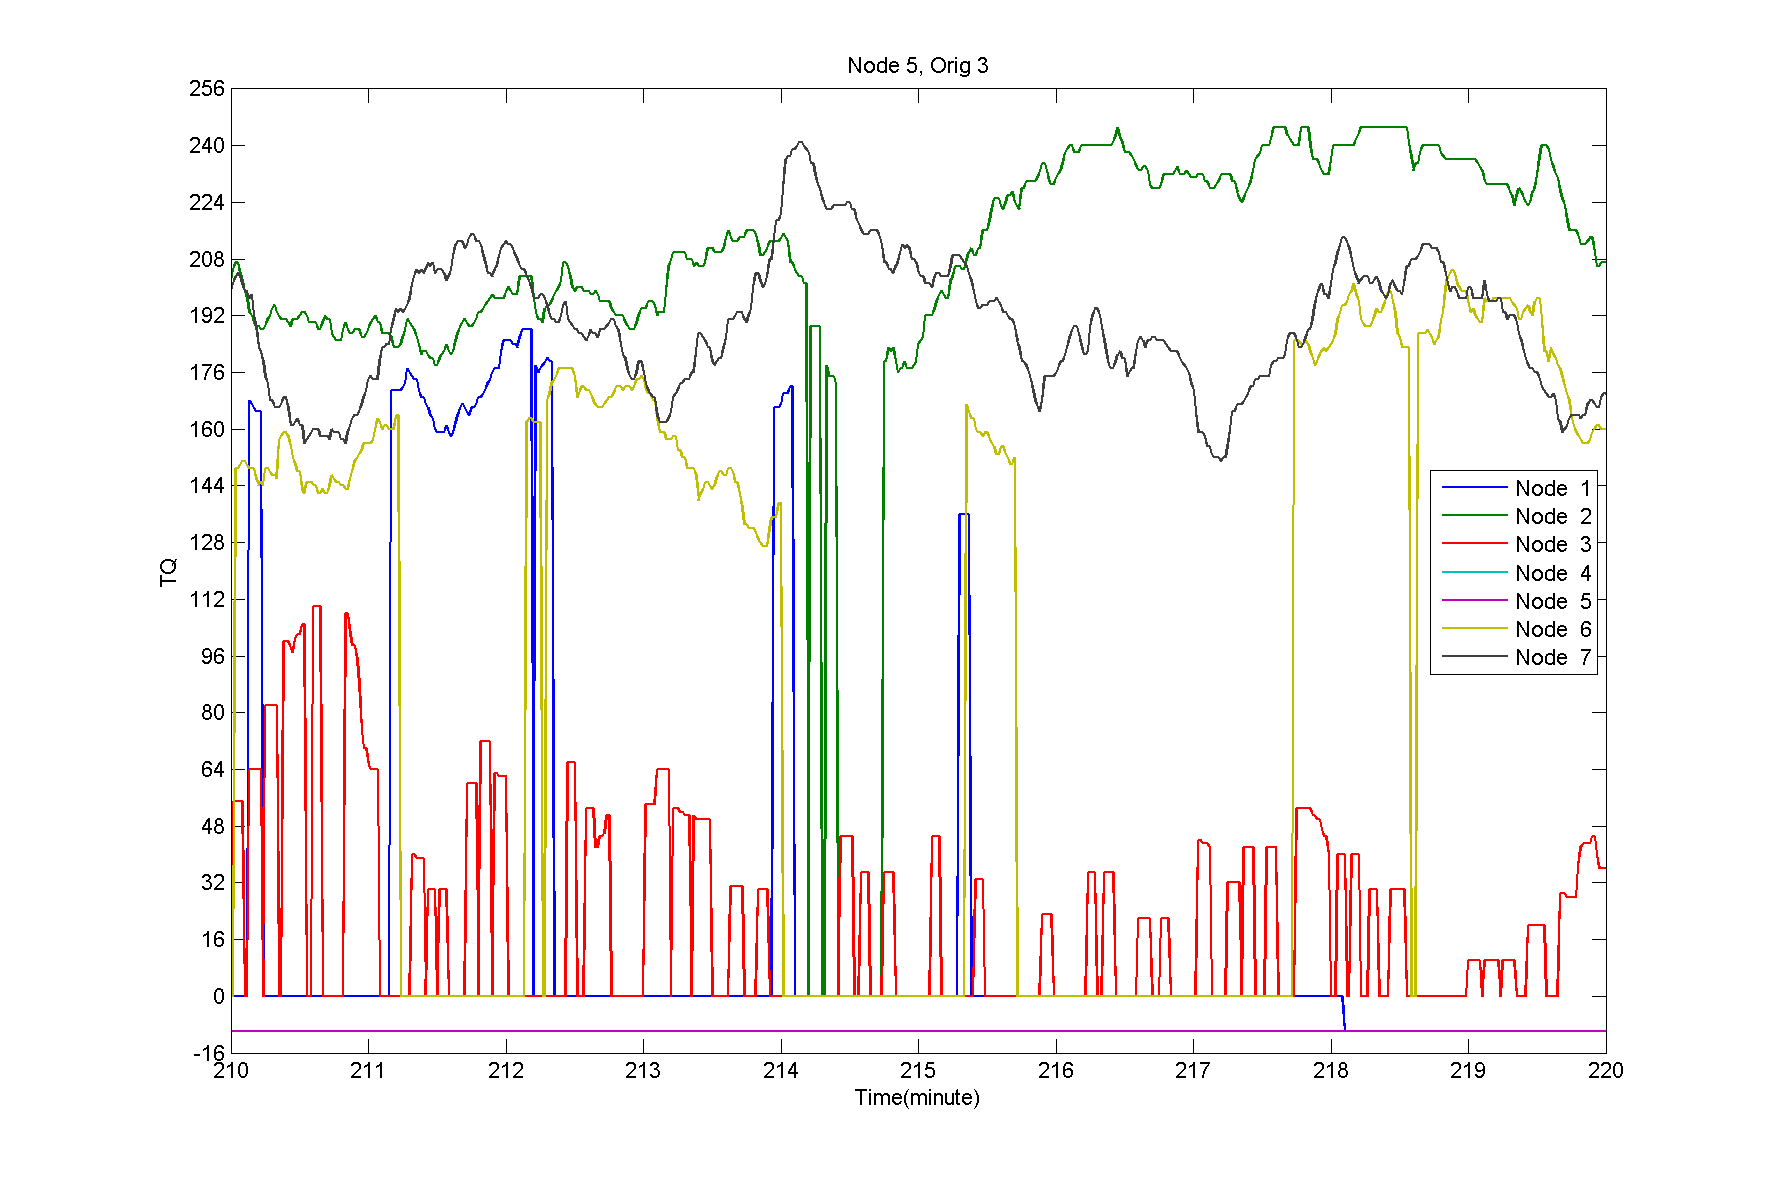 Node 5, Orig 3
256
240
224
208
192
176
160
144
128
112
96
80
64
48
32
16
0
-16
TQ
Node 1
Node 2
Node 3
Node 4
Node 5
Node 6
Node 7
210 211 212 213 214 215 216 217 218 219 220
Time(minute)